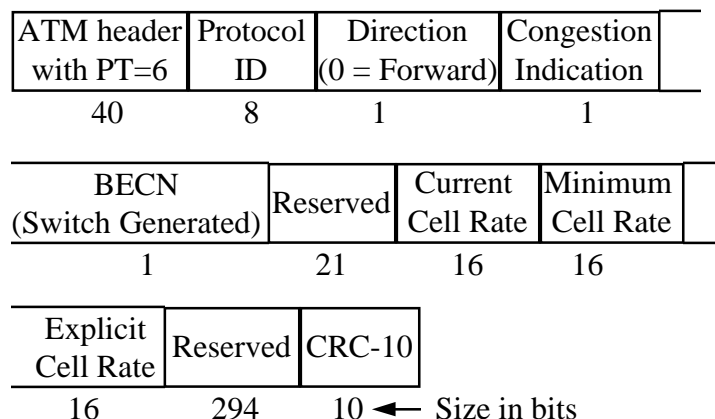 ATM header Protocol Direction Congestion
with PT=6 ID (0 = Forward) Indication
40 8 1 1
BECN Reserved Current Minimum
(Switch Generated) Cell Rate Cell Rate
1 21 16 16
Explicit Reserved CRC-10
Cell Rate
16 294 10 Size in bits